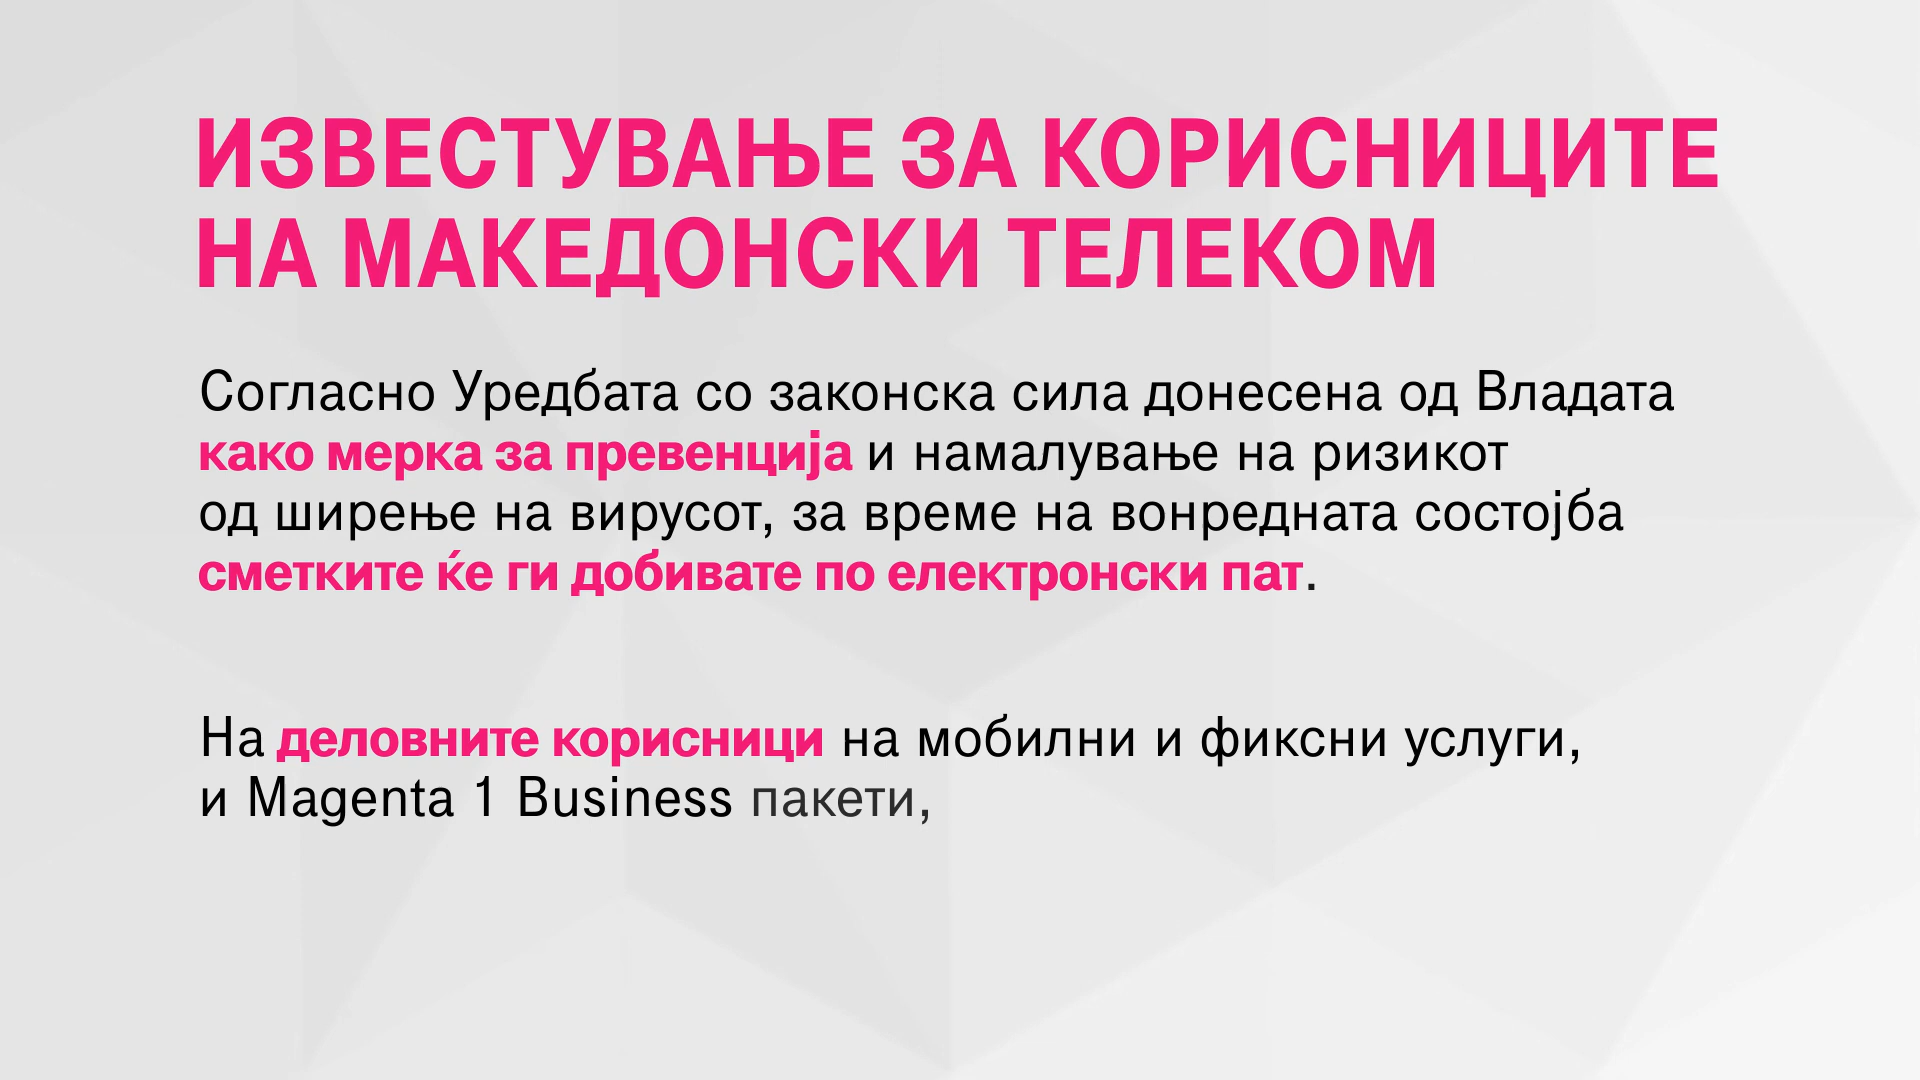 ИЗВЕСТУВАЊЕ ЗА КОРИСНИЦИТЕ
НА МАКЕДОНСКИ ТЕЛЕКОМ
Согласно Уредбата со законска сила донесена од Владата
како мерка за превенција и намалување на ризикот
од ширење на вирусот, за време на вонредната состојба
сметките ќе ги добивате по електронски пат.
На деловните корисници на мобилни и фиксни услуги,
и Magenta 1 Business пакети,